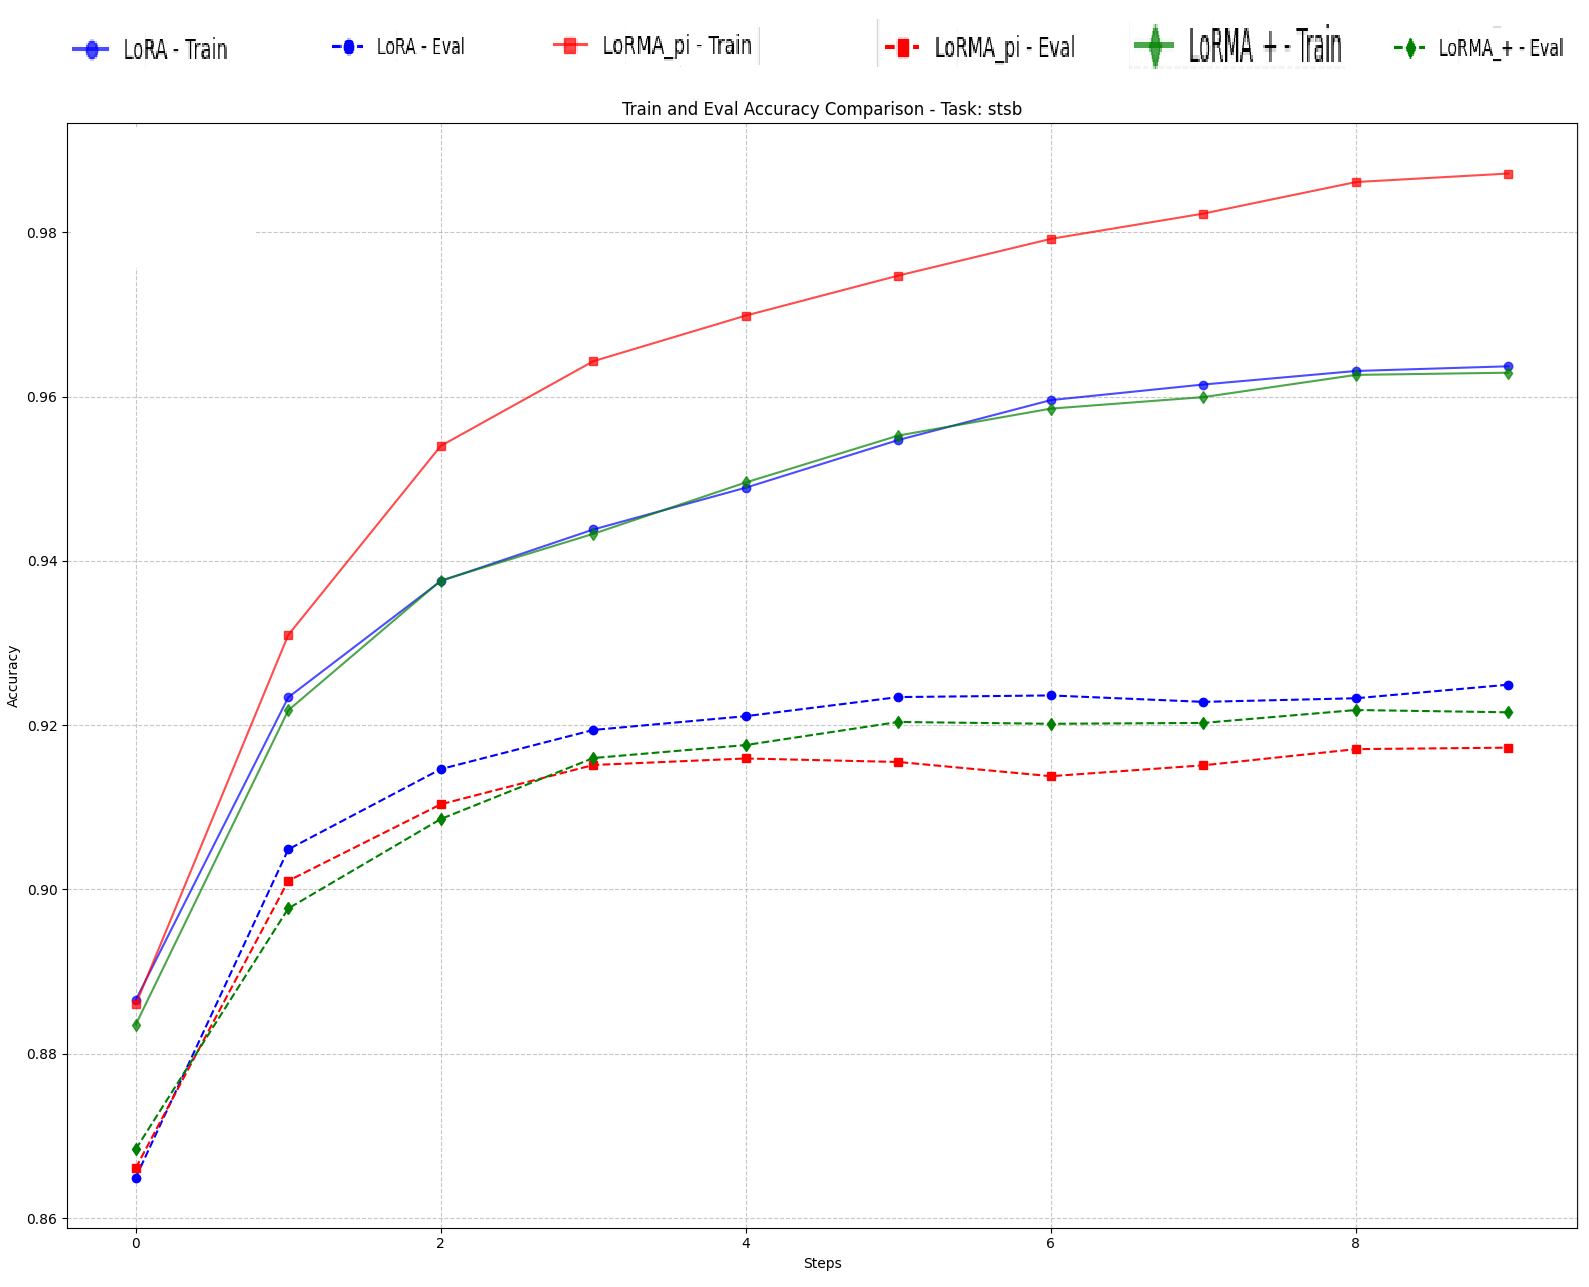 LoRA - Train LoRA - Eval LoRMA_pi - Train LoRMA_pi - Eval LoRMA + - Train LoRMA_+ - Eval
Train and Eval Accuracy Comparison - Task: stsb
0.98
0.96
0.94
0.92
0.90
0.88
0.86
Accuracy
0 2 4 6 8
Steps